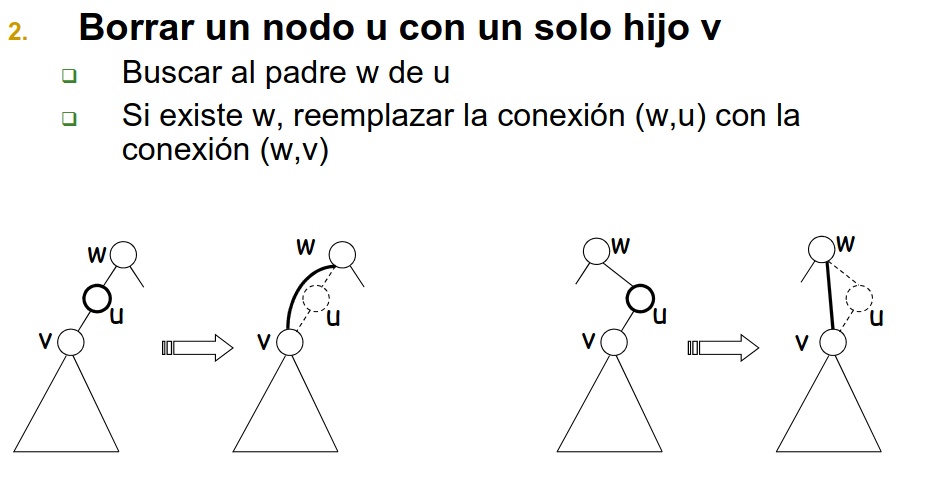 2. Borrar un nodo u con un solo hijo v
Buscar al padre w de u
Si existe w, reemplazar la conexión (w,u) con la
conexión (w,v)
w
u
v
w
u
v
w
u
v
w
u
v